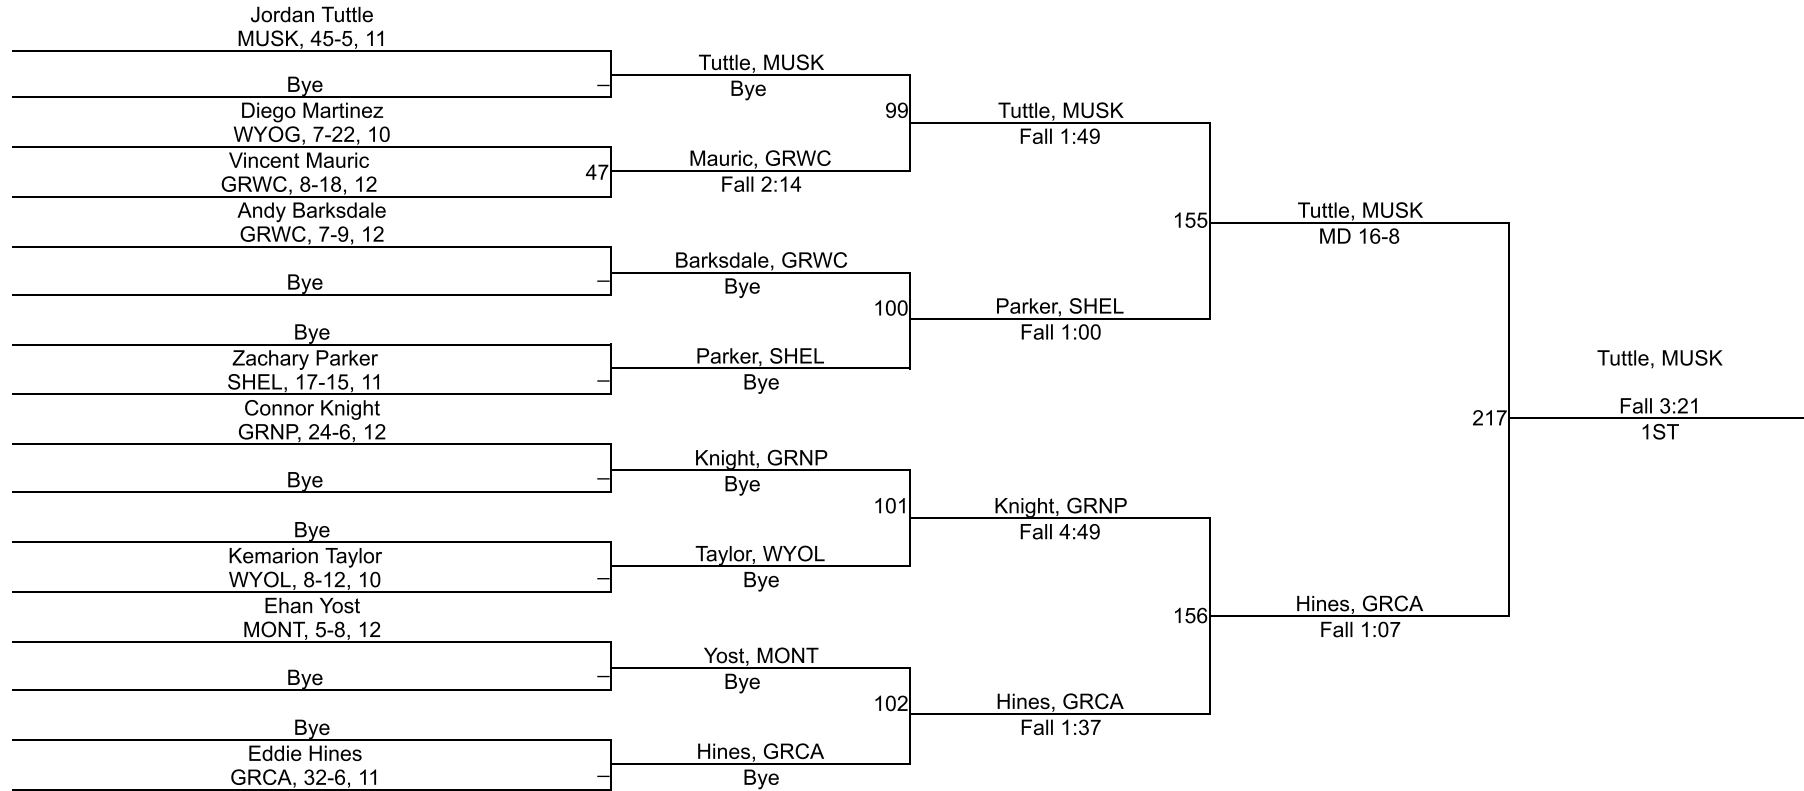 Jordan Tuttle
MUSK, 45-5, 11
Bye
Diego Martinez
WYOG, 7-22, 10
Vincent Mauric
GRWC, 8-18, 12
Andy Barksdale
GRWC, 7-9, 12
Bye
Bye
Zachary Parker
SHEL, 17-15, 11
Connor Knight
GRNP, 24-6, 12
Bye
Bye
Kemarion Taylor
WYOL, 8-12, 10
Ehan Yost
MONT, 5-8, 12
Bye
Bye
Eddie Hines
GRCA, 32-6, 11
47
Tuttle, MUSK
Bye
Mauric, GRWC
Fall 2:14
Barksdale, GRWC
Bye
Parker, SHEL
Bye
Knight, GRNP
Bye
Taylor, WYOL
Bye
Yost, MONT
Bye
Hines, GRCA
Bye
99
100
101
102
Tuttle, MUSK
Fall 1:49
Parker, SHEL
Fall 1:00
Knight, GRNP
Fall 4:49
Hines, GRCA
Fall 1:37
155
156
Tuttle, MUSK
MD 16-8
Hines, GRCA
Fall 1:07
217
Tuttle, MUSK
Fall 3:21
1ST